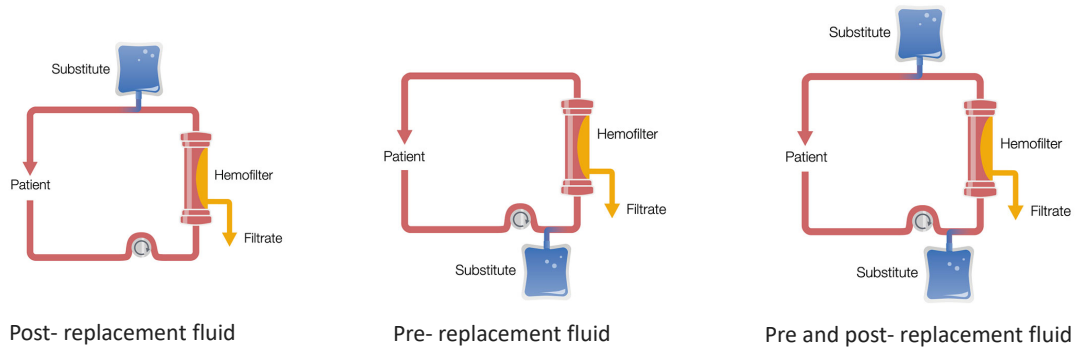 Substitute
Patient
Hemofilter
Filtrate
Post- replacement fluid
Patient
Hemofilter
Filtrate
Substitute
Pre- replacement fluid
Substitute
Patient
Hemofilter
Filtrate
Substitute
Pre and post- replacement fluid